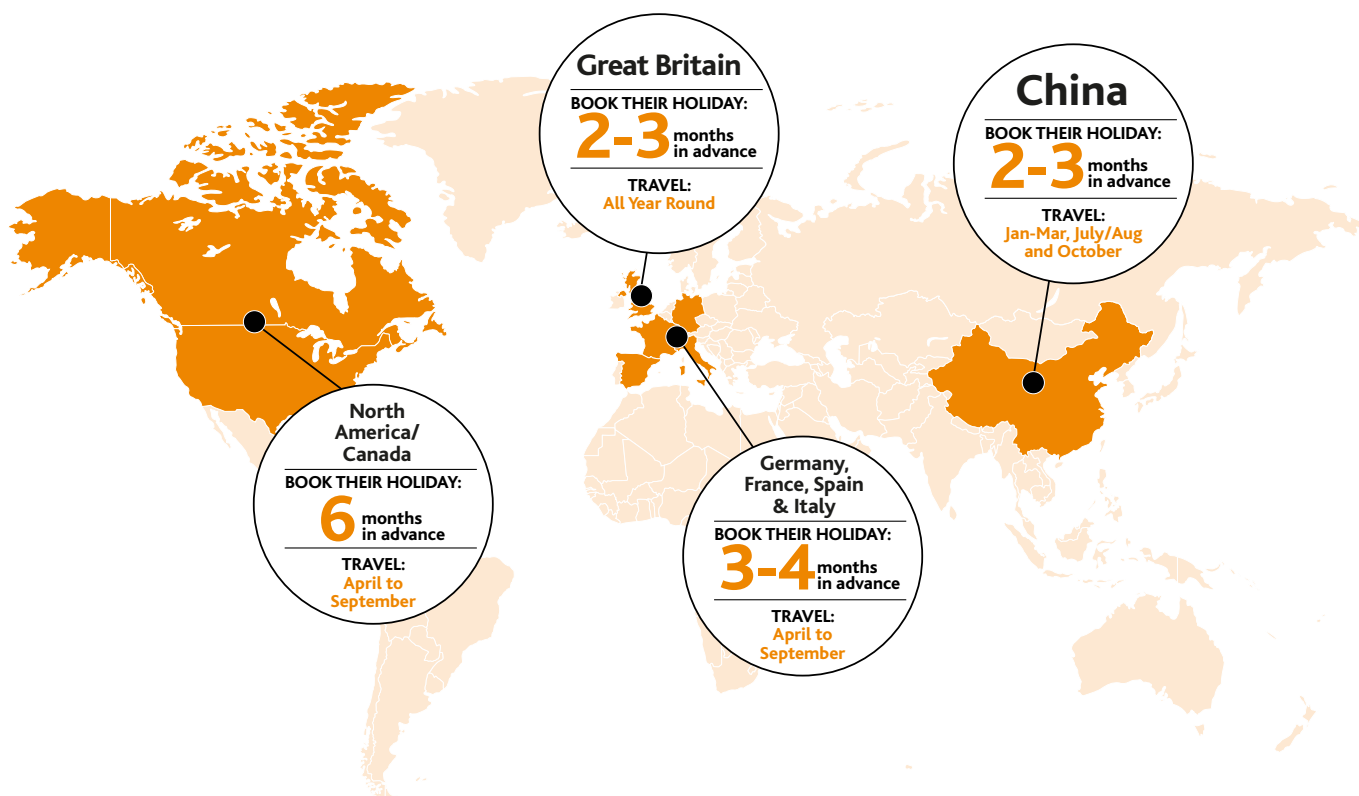 Great Britain
BOOK THEIR HOLIDAY:
2-3 months
in advance
TRAVEL:
All Year Round
China
BOOK THEIR HOLIDAY:
2-3 months
in advance
TRAVEL:
Jan-Mar, July/Aug
and October
North
America/
Canada
BOOK THEIR HOLIDAY:
6 months
in advance
TRAVEL:
April to
September
Germany,
France, Spain
& Italy
BOOK THEIR HOLIDAY:
3-4 months
in advance
TRAVEL:
April to
September